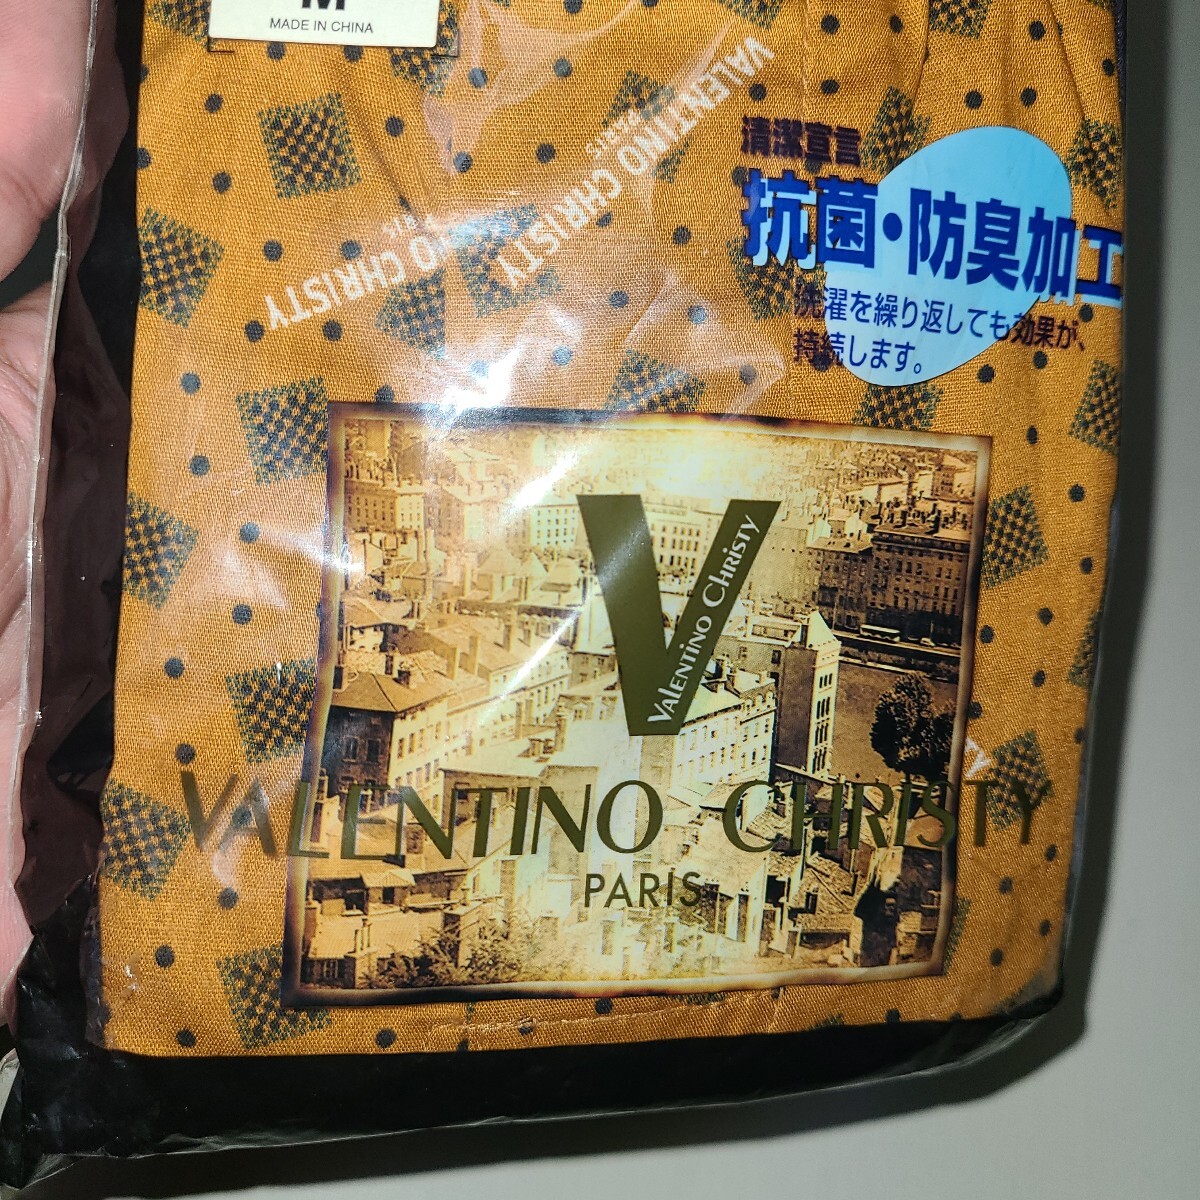 M
MADE IN CHINA
VALENTINO CHRISTY
PARIS
NO CHRISTY
清潔宣言
抗菌・防臭加工
洗濯を繰り返しても効果が、
持続します。
V
VALENTINO CHRISTY
VALENTINO CHRISTY
PARIS